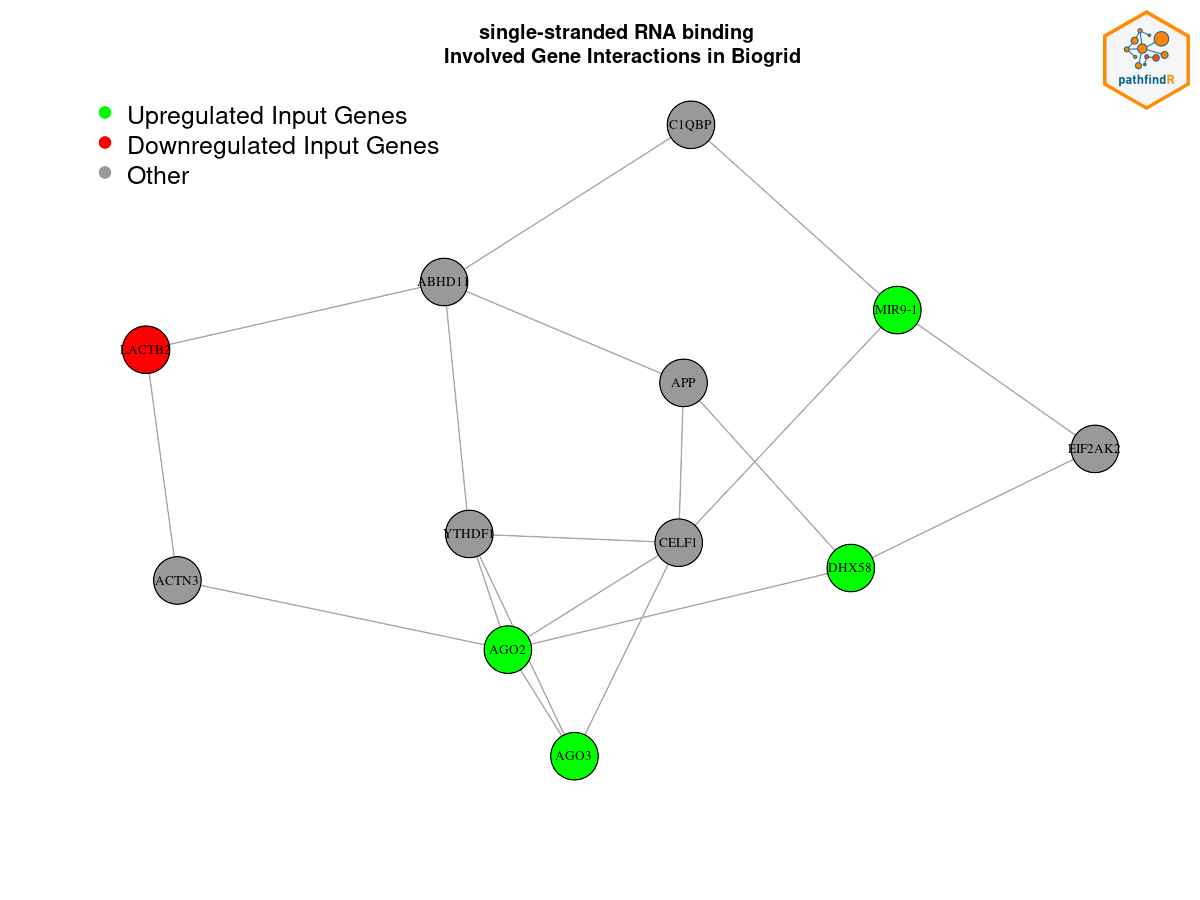 single-stranded RNA binding
Involved Gene Interactions in Biogrid
pathfindR
Upregulated Input Genes
Downregulated Input Genes
Other
C1QBP
ABHD11
MIR9-1
LACTB2
APP
EIF2AK2
YTHDF1
CELF1
DHX58
ACTN3
AGO2
AGO3